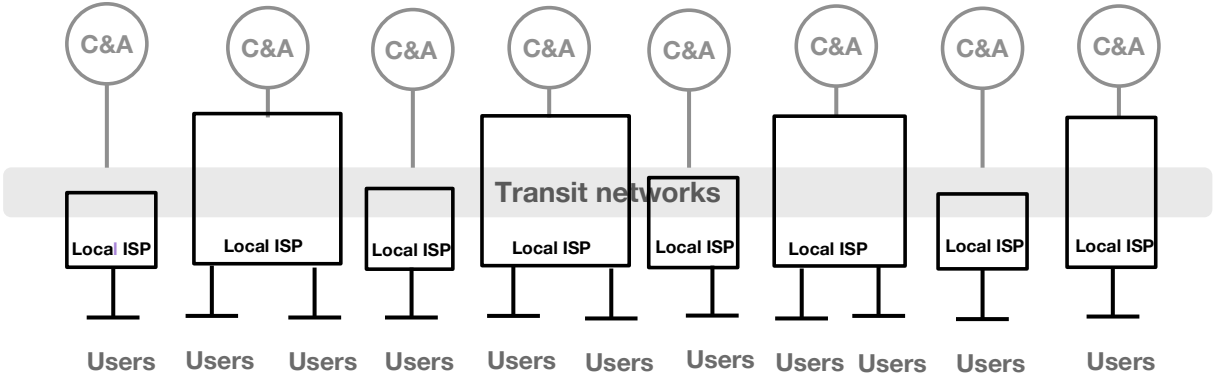 C&A C&A C&A C&A C&A C&A C&A C&A
Transit networks
Local ISP Local ISP Local ISP Local ISP Local ISP Local ISP Local ISP Local ISP
Users Users Users Users Users Users Users Users Users Users Users